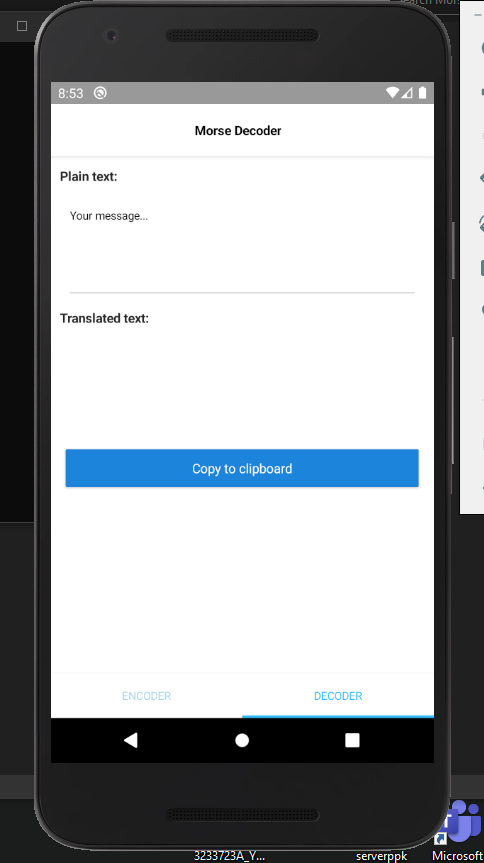 8:53
Morse Decoder
Plain text:
Your message...
Translated text:
Copy to clipboard
ENCODER
DECODER
3233723A_Y...
serverppk
Microsoft